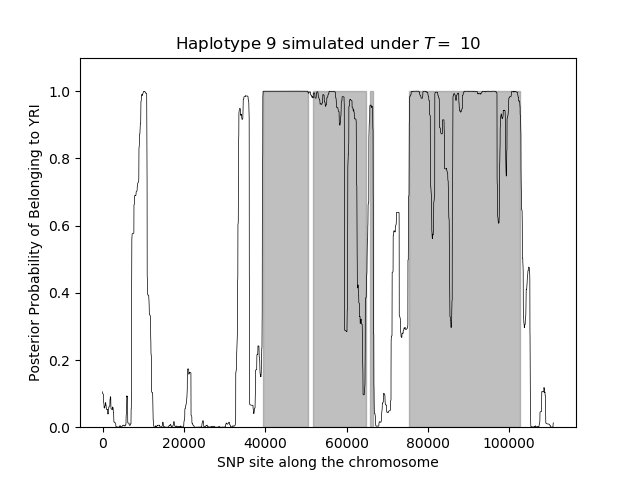 Haplotype 9 simulated under T = 10
Posterior Probability of Belonging to YRI
1.0
0.8
0.6
0.4
0.2
0.0
0 20000 40000 60000 80000 100000
SNP site along the chromosome